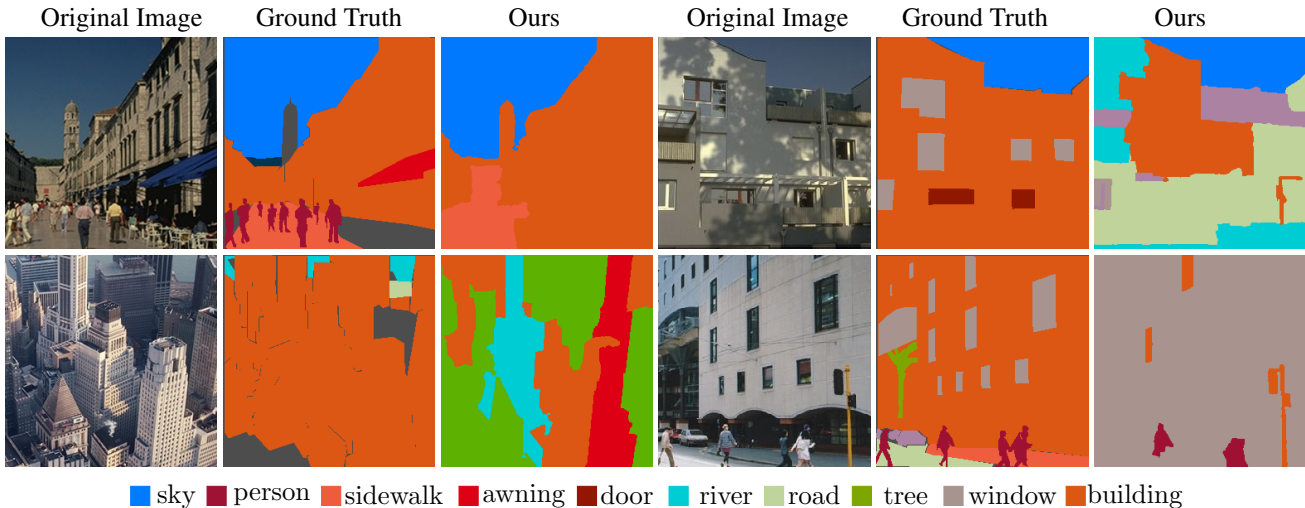 Original Image Ground Truth Ours Original Image Ground Truth Ours
sky person sidewalk awning door river road tree window building